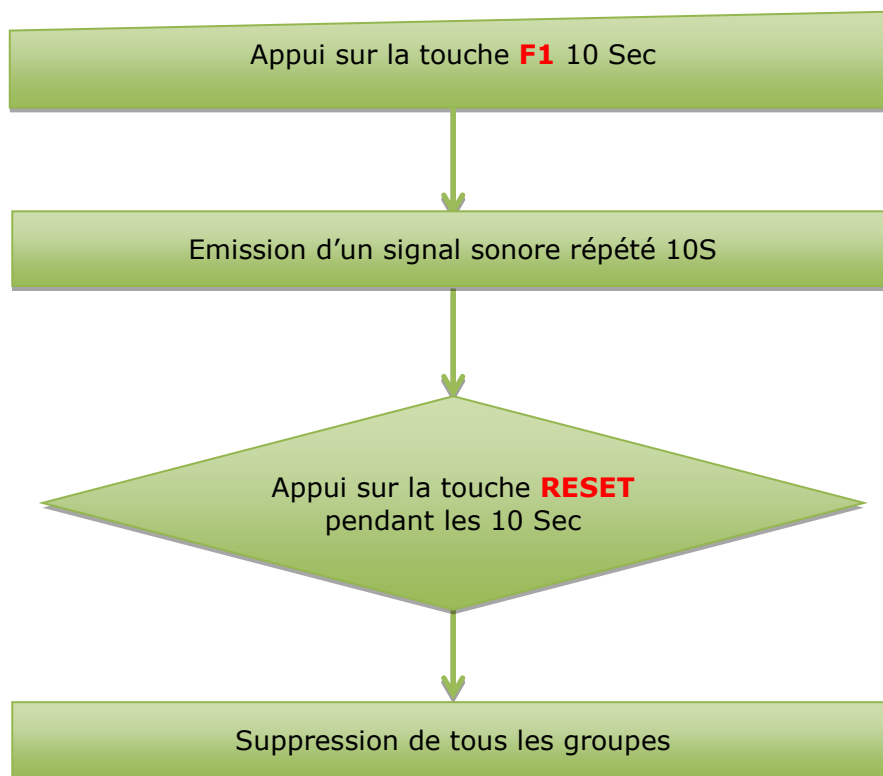 Appui sur la touche F1 10 Sec
Emission d’un signal sonore répété 10S
Appui sur la touche RESET
pendant les 10 Sec
Suppression de tous les groupes